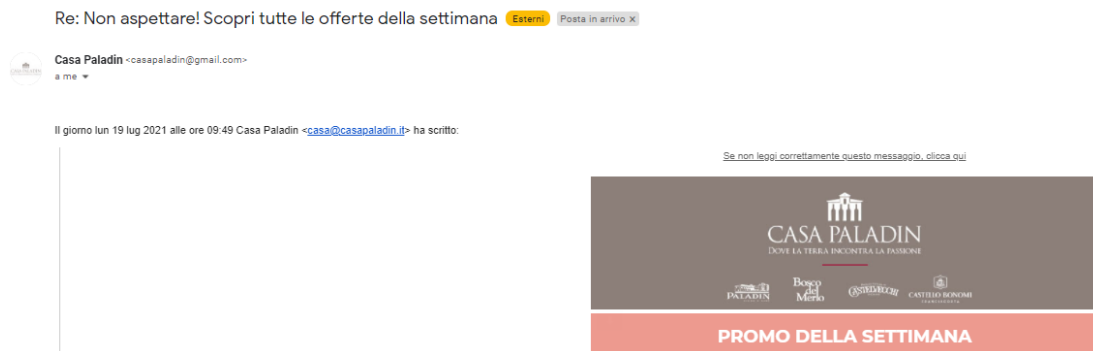 Re: Non aspettare! Scopri tutte le offerte della settimana Esterni Posta in arrivo x
Casa Paladin <casapaladin@gmail.com>
a me
Il giorno lun 19 lug 2021 alle ore 09:49 Casa Paladin <casa@casapaladin.it> ha scritto:
Se non leggi correttamente questo messaggio, clicca qui
CASA PALADIN
DOVE LA TERRA INCONTRA LA PASSIONE
PALADIN Bosco del Merlo CASTELVECCHI CASTELLO BONOMI
FRANCIACORTA
PROMO DELLA SETTIMANA